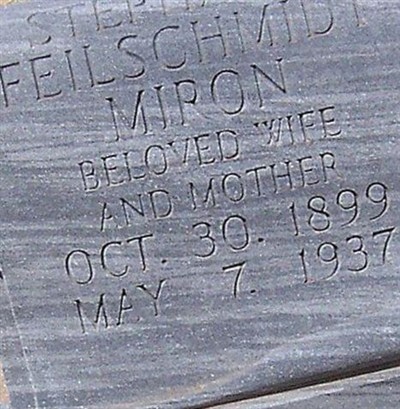 FEILSCHMIDT
MIRON
BELOVED WIFE
AND MOTHER
OCT. 30. 1899
MAY 7. 1937